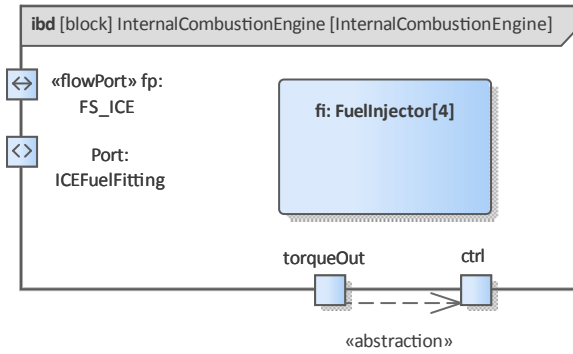 ibd [block] InternalCombustionEngine [InternalCombustionEngine]
«flowPort» fp:
FS_ICE
fi: FuelInjector[4]
Port:
ICEFuelFitting
torqueOut
ctrl
«abstraction»